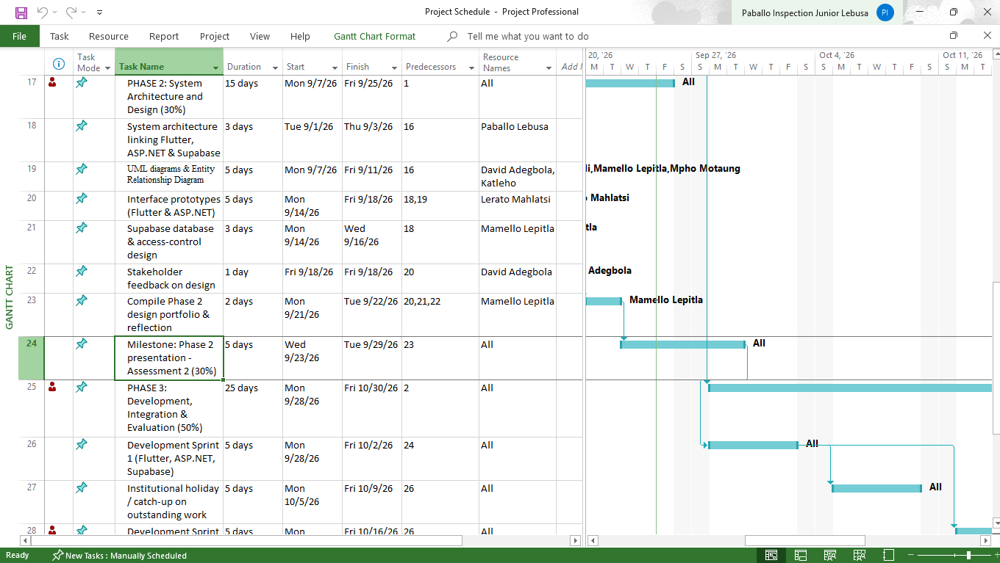 Project Schedule - Project Professional
Paballo Inspection Junior Lebusa
PI
File Task Resource Report Project View Help Gantt Chart Format Tell me what you want to do
Task Mode
Task Name
Duration
Start
Finish
Predecessors
Resource Names
20, '26
Sep 27, '26
Oct 4, '26
Oct 11, '26
M T W T F S S M T W T F S S M T W T F S S M T
17 PHASE 2: System 15 days Mon 9/7/26 Fri 9/25/26 1 All
Architecture and
Design (30%)
All
18 System architecture 3 days Tue 9/1/26 Thu 9/3/26 16 Paballo Lebusa
linking Flutter,
ASP.NET & Supabase
19 UML diagrams & Entity 5 days Mon 9/7/26 Fri 9/11/26 16 David Adegbola,
Relationship Diagram Katleho
i,Mamello Lepitla,Mpho Motaung
20 Interface prototypes 5 days Mon Fri 9/18/26 18,19 Lerato Mahlatsi
(Flutter & ASP.NET) 9/14/26
Mahlatsi
21 Supabase database 3 days Mon Wed 18 Mamello Lepitla
& access-control 9/14/26 9/16/26
design
tla
22 Stakeholder 1 day Fri 9/18/26 Fri 9/18/26 20 David Adegbola
feedback on design
Adegbola
23 Compile Phase 2 2 days Mon Tue 9/22/26 20,21,22 Mamello Lepitla
design portfolio & 9/21/26
reflection
Mamello Lepitla
24 Milestone: Phase 2 5 days Wed Tue 9/29/26 23 All
presentation - 9/23/26
Assessment 2 (30%)
All
25 PHASE 3: 25 days Mon Fri 10/30/26 2 All
Development, 9/28/26
Integration &
Evaluation (50%)
26 Development Sprint 5 days Mon Fri 10/2/26 24 All
1 (Flutter, ASP.NET, 9/28/26
Supabase)
All
27 Institutional holiday 5 days Mon Fri 10/9/26 26 All
/ catch-up on 10/5/26
outstanding work
All
28 Development Sprint 5 days Mon Fri 10/16/26 26 All
GANTT CHART
Ready New Tasks : Manually Scheduled